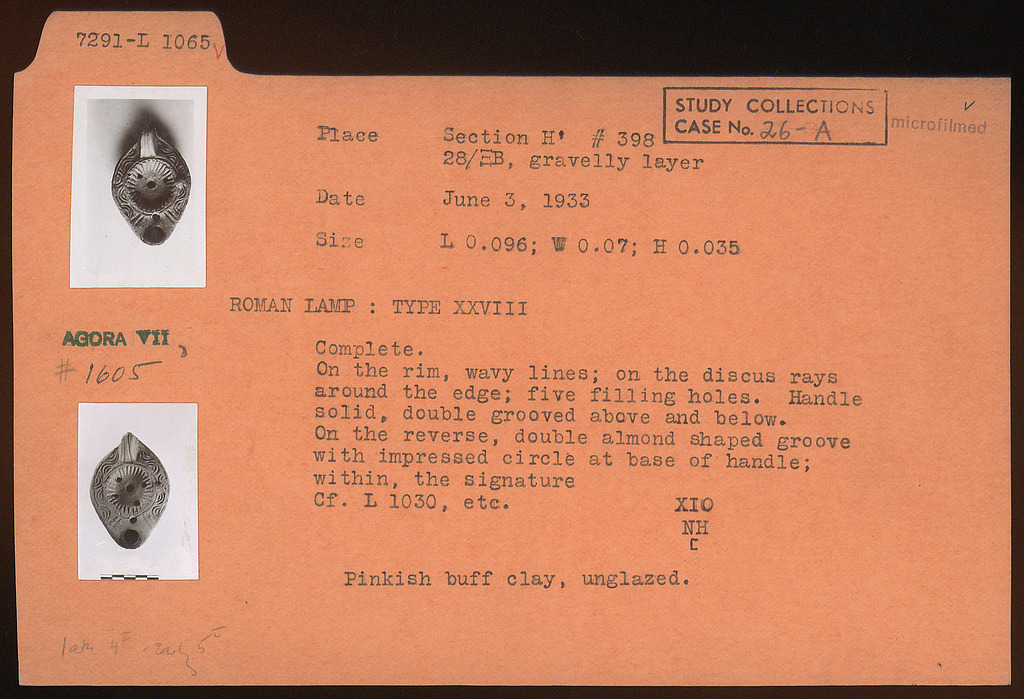 7291-L 1065
STUDY COLLECTIONS
CASE No. 26-A
microfilmed
Place Section H' # 398
28/EB, gravelly layer
Date June 3, 1933
Size L 0.096; W 0.07; H 0.035
ROMAN LAMP : TYPE XXVIII
AGORA VII,
# 1605
Complete.
On the rim, wavy lines; on the discus rays
around the edge; five filling holes. Handle
solid, double grooved above and below.
On the reverse, double almond shaped groove
with impressed circle at base of handle;
within, the signature
Cf. L 1030, etc. XIO
NH
C
Pinkish buff clay, unglazed.
late 4 - early 5